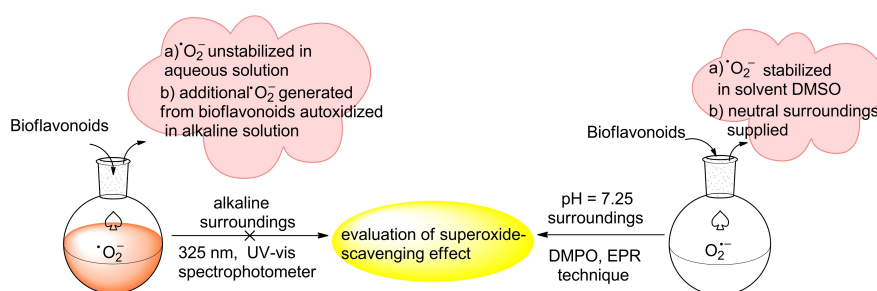 a) •O₂⁻ unstabilized in
aqueous solution
b) additional •O₂⁻ generated
from bioflavonoids autoxidized
in alkaline solution
Bioflavonoids
•O₂⁻
alkaline
surroundings
325 nm, UV-vis
spectrophotometer
evaluation of superoxide-
scavenging effect
a) •O₂⁻ stabilized
in solvent DMSO
b) neutral surroundings
supplied
Bioflavonoids
pH = 7.25
surroundings
DMPO, EPR
technique
O₂•⁻